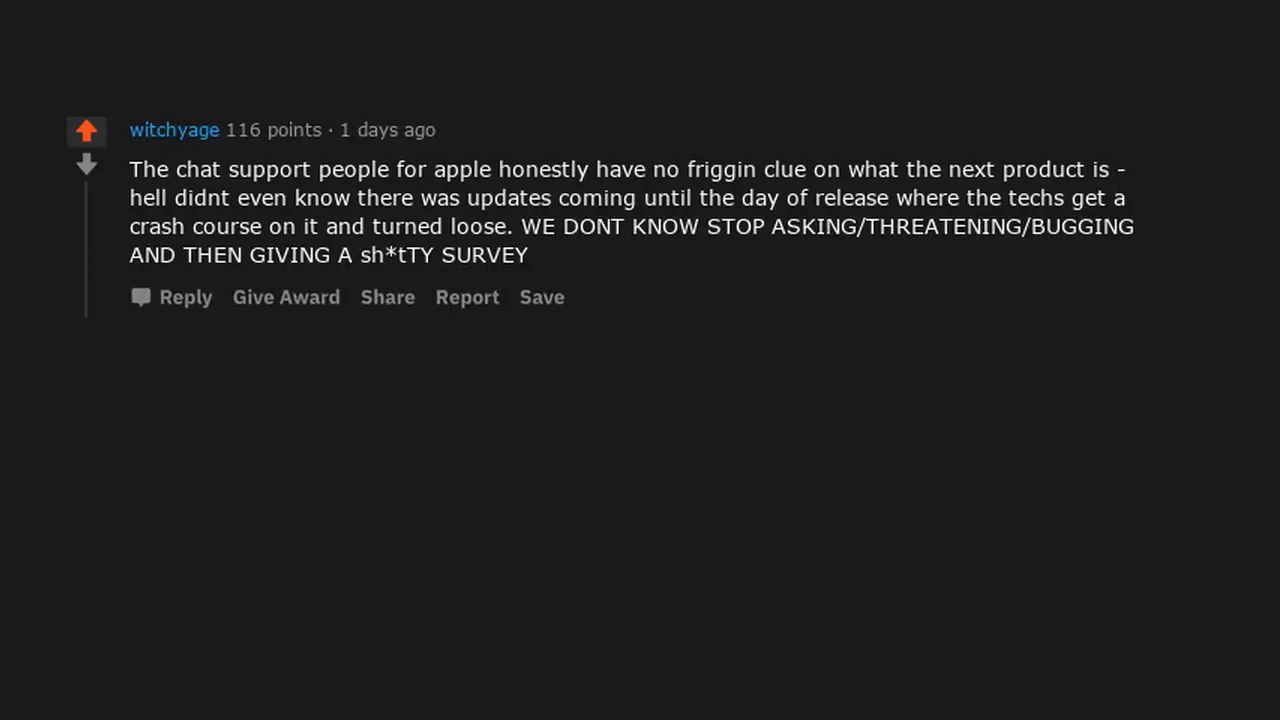 witchyage 116 points · 1 days ago
The chat support people for apple honestly have no friggin clue on what the next product is -
hell didnt even know there was updates coming until the day of release where the techs get a
crash course on it and turned loose. WE DONT KNOW STOP ASKING/THREATENING/BUGGING
AND THEN GIVING A sh*tTY SURVEY
Reply Give Award Share Report Save